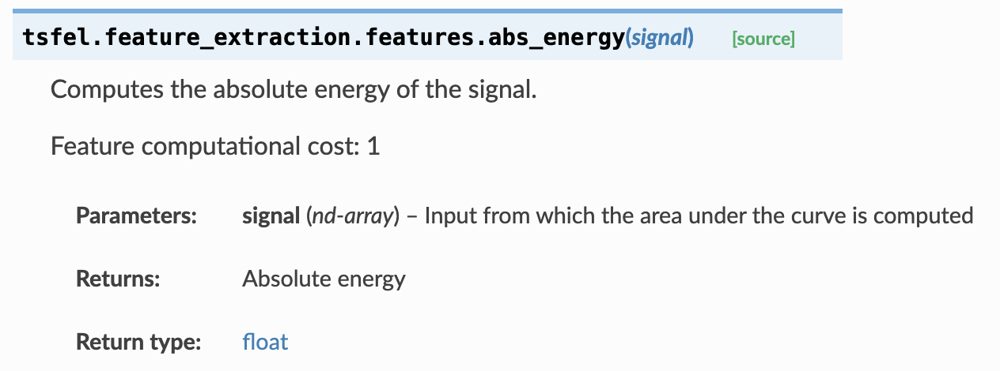 tsfel.feature_extraction.features.abs_energy(signal) [source]
Computes the absolute energy of the signal.
Feature computational cost: 1
Parameters: signal (nd-array) – Input from which the area under the curve is computed
Returns: Absolute energy
Return type: float